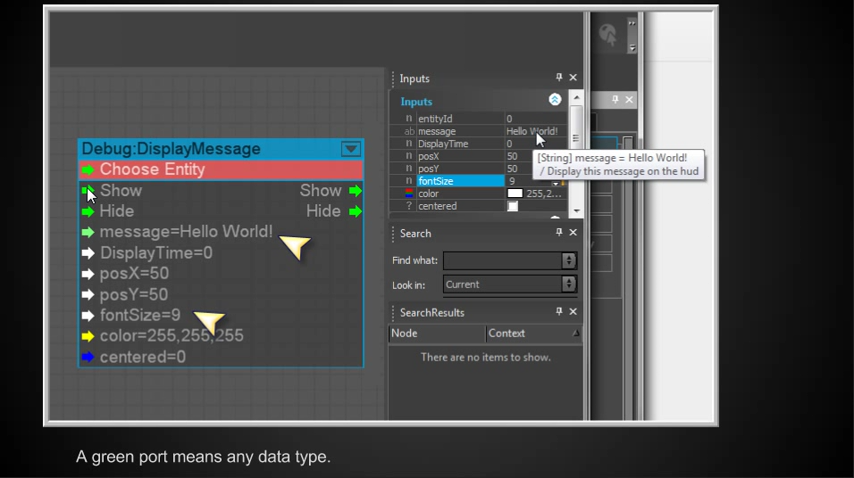 Debug:DisplayMessage
Choose Entity
Show Show
Hide Hide
message=Hello World!
DisplayTime=0
posX=50
posY=50
fontSize=9
color=255,255,255
centered=0
Inputs
Inputs
n entityId 0
ab message Hello World!
n DisplayTime 0
n posX 50
n posY 50
n fontSize 9
color 255,2...
? centered
[String] message = Hello World!
/ Display this message on the hud
Search
Find what:
Look in: Current
SearchResults
Node Context
There are no items to show.
A green port means any data type.